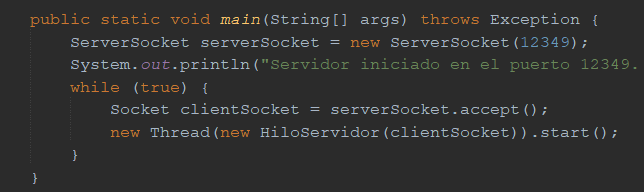 public static void main(String[] args) throws Exception {
ServerSocket serverSocket = new ServerSocket(12349);
System.out.println("Servidor iniciado en el puerto 12349.
while (true) {
Socket clientSocket = serverSocket.accept();
new Thread(new HiloServidor(clientSocket)).start();
}
}